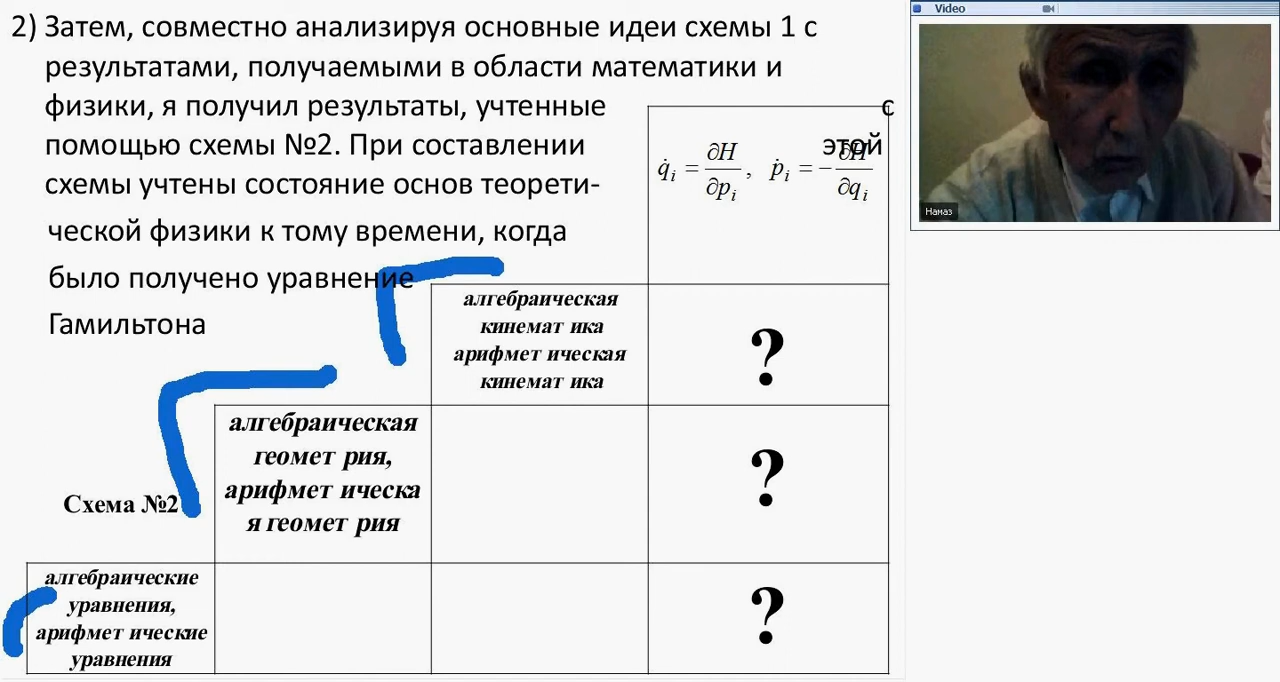 2) Затем, совместно анализируя основные идеи схемы 1 с
результатами, получаемыми в области математики и
физики, я получил результаты, учтенные с
помощью схемы №2. При составлении этой
схемы учтены состояние основ теорети-
ческой физики к тому времени, когда
было получено уравнение
Гамильтона
q̇ᵢ = ∂H/∂pᵢ, ṗᵢ = −∂H/∂qᵢ
алгебраическая
кинемат ика
арифмет ическая
кинемат ика
?
алгебраическая
геомет рия,
арифмет ическа
я геомет рия
?
Схема №2
алгебраические
уравнения,
арифмет ические
уравнения
?
Video
Намаз